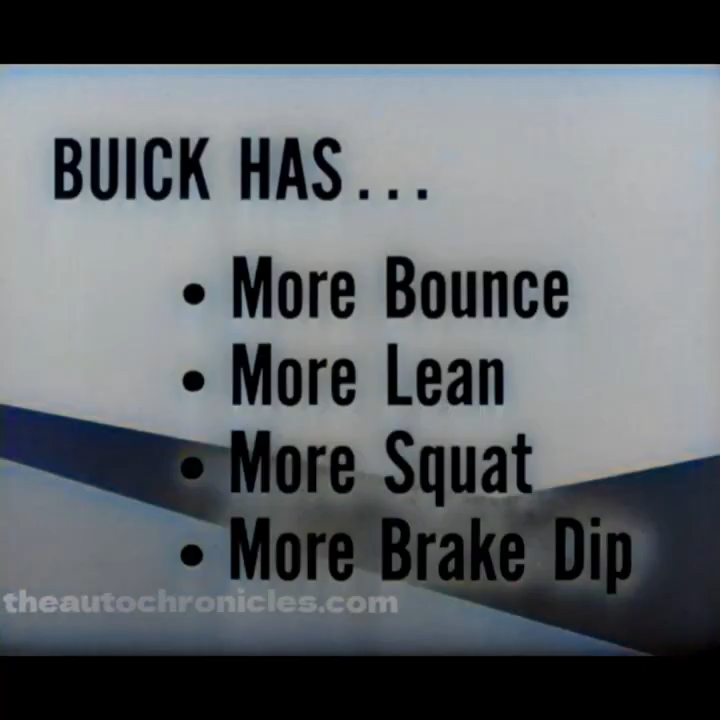 BUICK HAS...
• More Bounce
• More Lean
• More Squat
• More Brake Dip
theautochronicles.com